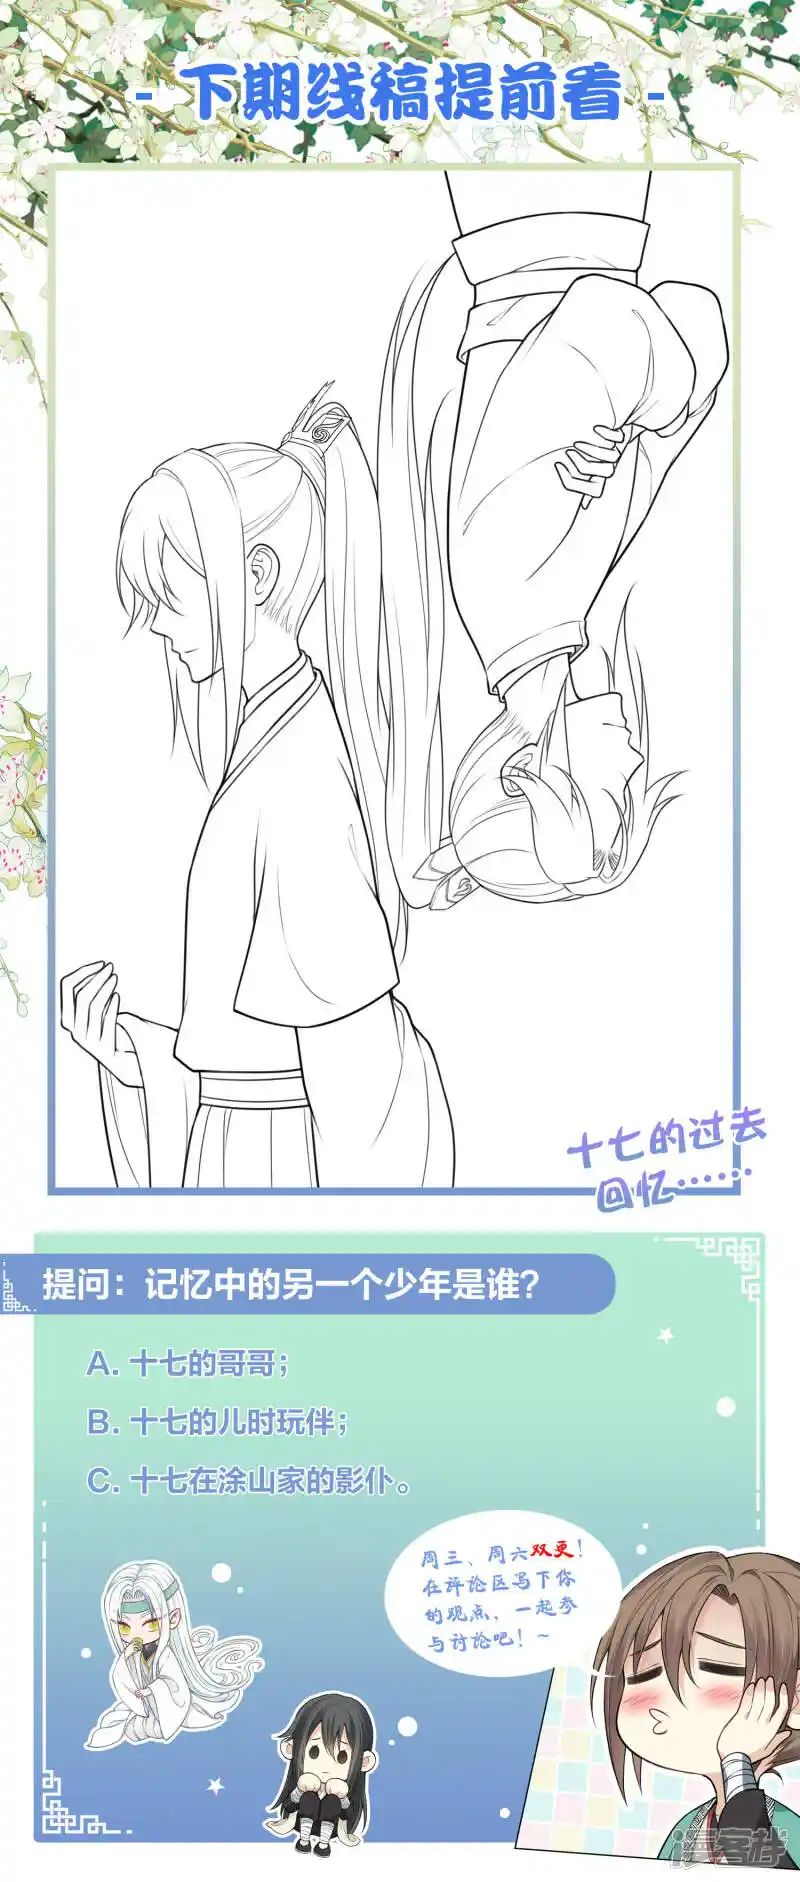 - 下期线稿提前看 -
十七的过去
回忆……
提问：记忆中的另一个少年是谁？
A. 十七的哥哥；
B. 十七的儿时玩伴；
C. 十七在涂山家的影仆。
周三、周六双更！
在评论区写下你
的观点，一起参
与讨论吧！~
漫客栈